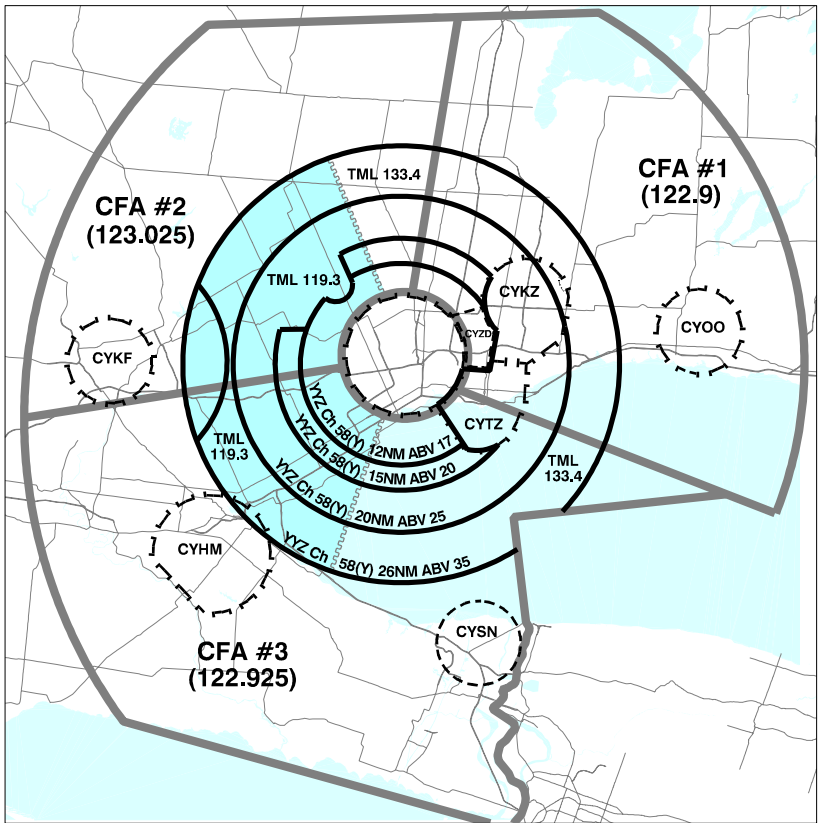 TML 133.4
CFA #1
(122.9)
CFA #2
(123.025)
TML 119.3
CYKZ
CYOO
CYZD
CYKF
CYTZ
YYZ Ch 58(Y) 12NM ABV 17
YYZ Ch 58(Y) 15NM ABV 20
YYZ Ch 58(Y) 20NM ABV 25
YYZ Ch 58(Y) 26NM ABV 35
TML
119.3
TML
133.4
CYHM
CYSN
CFA #3
(122.925)